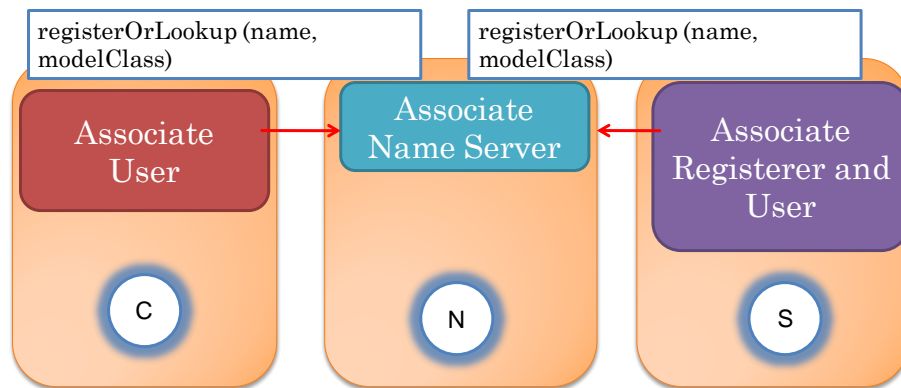 registerOrLookup (name,
modelClass)
registerOrLookup (name,
modelClass)
Associate
User
Associate
Name Server
Associate
Registerer and
User
C
N
S